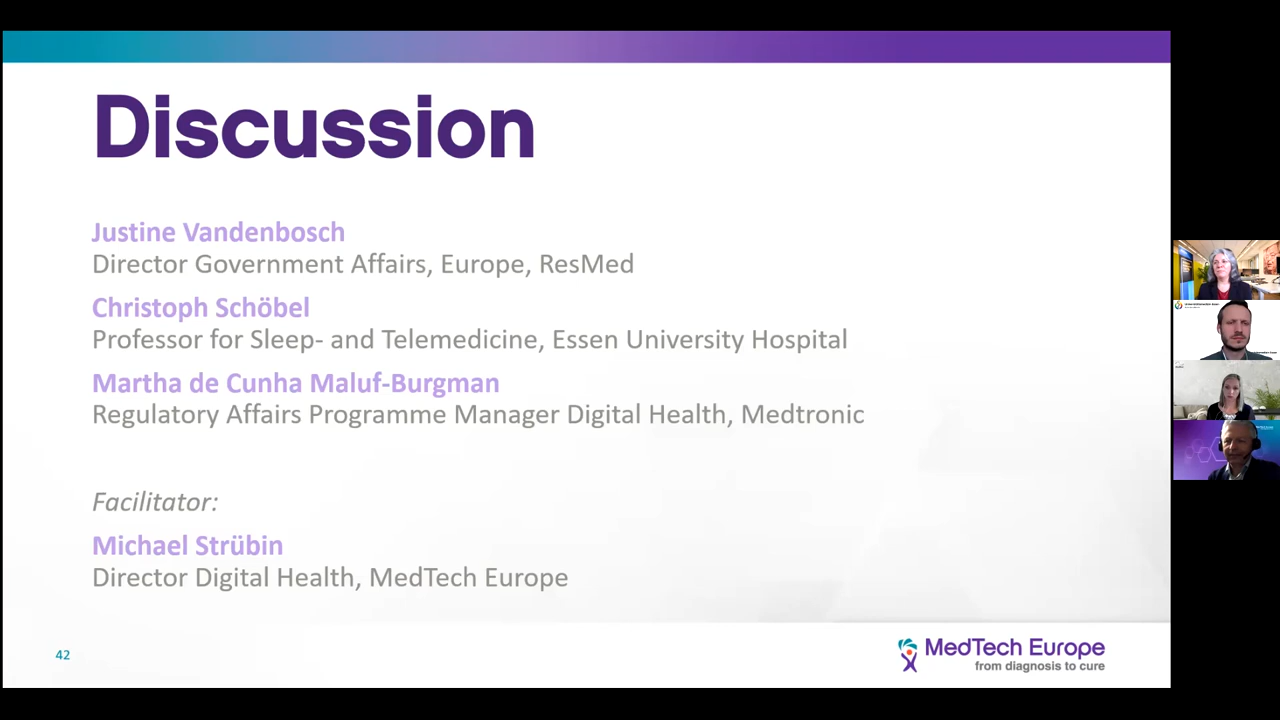 Discussion
Justine Vandenbosch
Director Government Affairs, Europe, ResMed
Christoph Schöbel
Professor for Sleep- and Telemedicine, Essen University Hospital
Martha de Cunha Maluf-Burgman
Regulatory Affairs Programme Manager Digital Health, Medtronic
Facilitator:
Michael Strübin
Director Digital Health, MedTech Europe
42
MedTech Europe
from diagnosis to cure